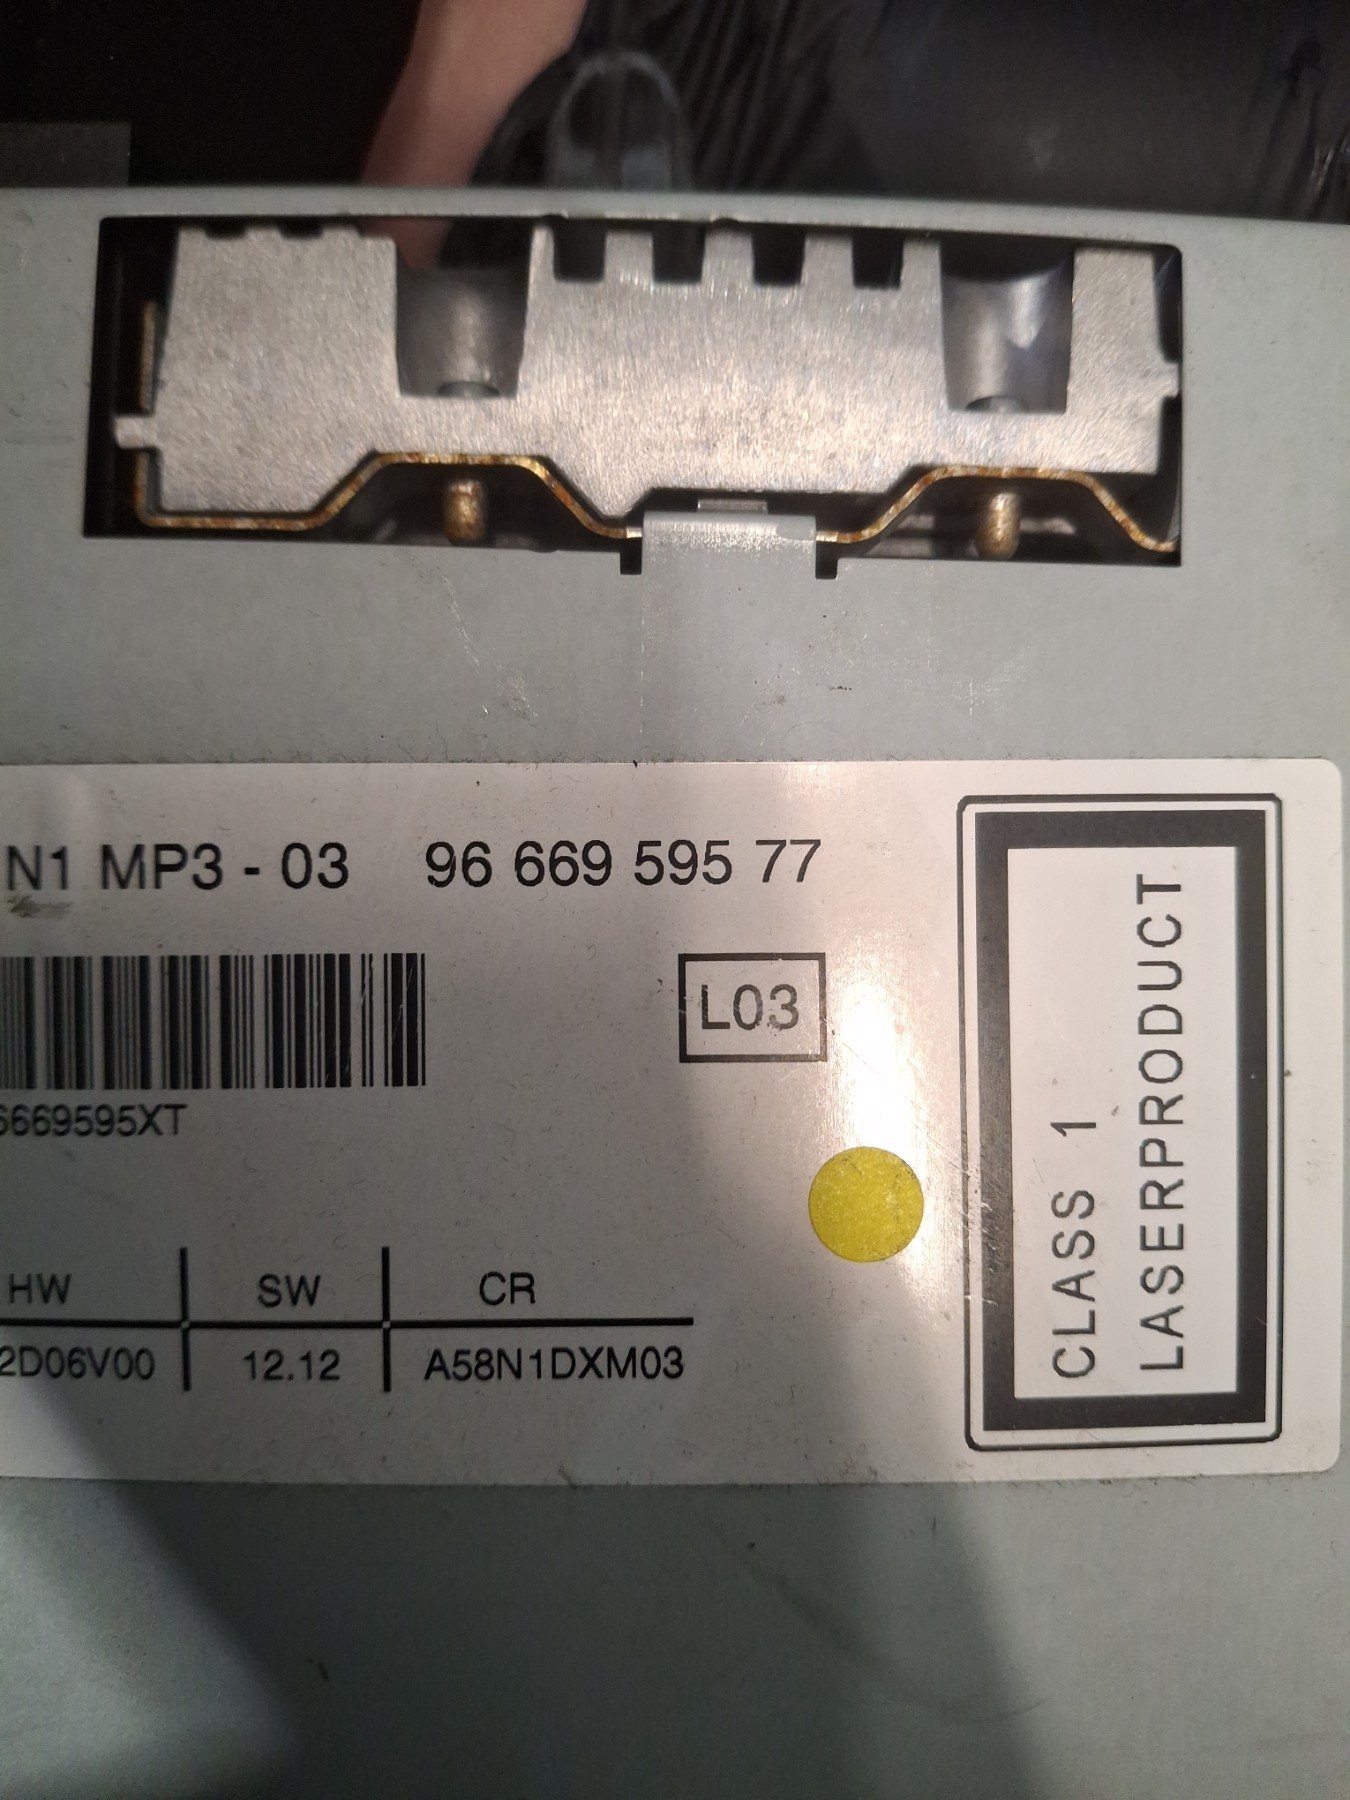 N1 MP3 - 03 96 669 595 77
L03
6669595XT
HW SW CR
2D06V00 12.12 A58N1DXM03
CLASS 1
LASERPRODUCT